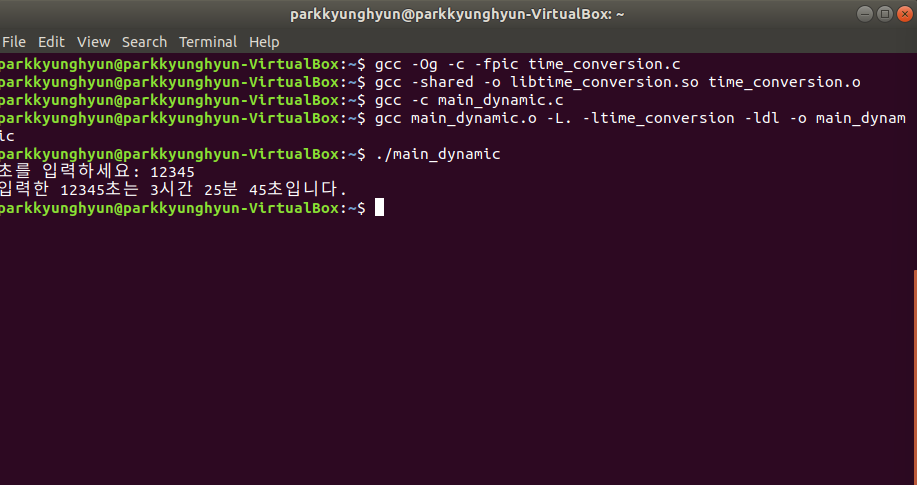 parkkyunghyun@parkkyunghyun-VirtualBox: ~
File Edit View Search Terminal Help
parkkyunghyun@parkkyunghyun-VirtualBox:~$ gcc -Og -c -fpic time_conversion.c
parkkyunghyun@parkkyunghyun-VirtualBox:~$ gcc -shared -o libtime_conversion.so time_conversion.o
parkkyunghyun@parkkyunghyun-VirtualBox:~$ gcc -c main_dynamic.c
parkkyunghyun@parkkyunghyun-VirtualBox:~$ gcc main_dynamic.o -L. -ltime_conversion -ldl -o main_dynam
ic
parkkyunghyun@parkkyunghyun-VirtualBox:~$ ./main_dynamic
초를 입력하세요: 12345
입력한 12345초는 3시간 25분 45초입니다.
parkkyunghyun@parkkyunghyun-VirtualBox:~$